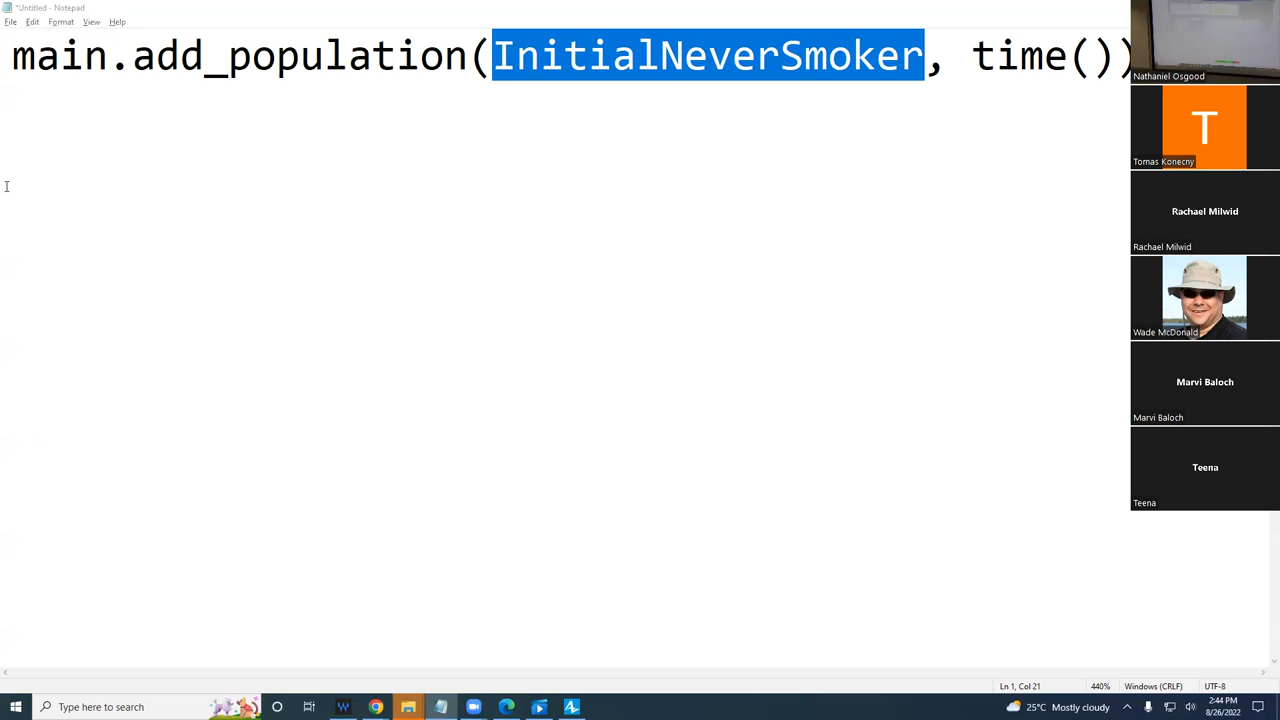 *Untitled - Notepad
File Edit Format View Help
main.add_population(InitialNeverSmoker, time())
Nathaniel Osgood
T
Tomas Konecny
Rachael Milwid
Rachael Milwid
Wade McDonald
Marvi Baloch
Marvi Baloch
Teena
Teena
Ln 1, Col 21 440% Windows (CRLF) UTF-8
Type here to search
25°C Mostly cloudy
2:44 PM
8/26/2022